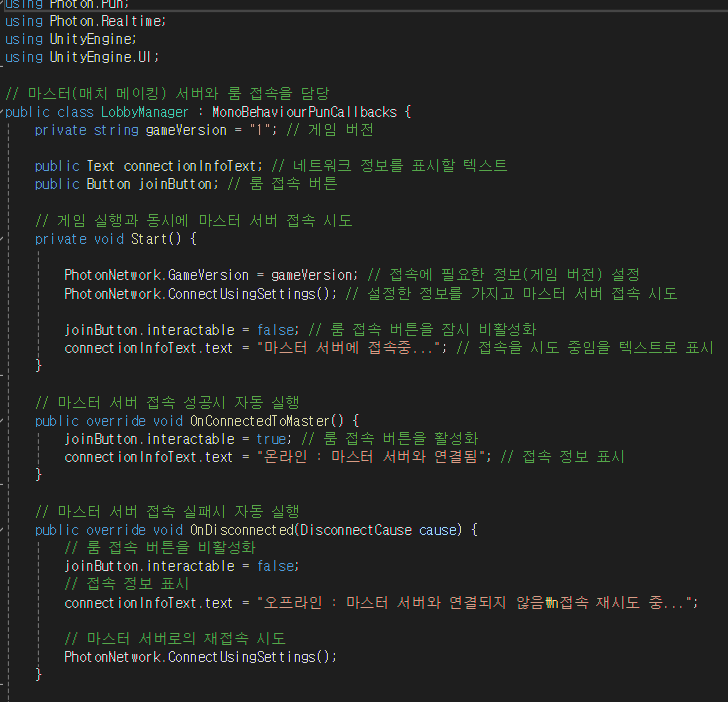 using Photon.Pun;
using Photon.Realtime;
using UnityEngine;
using UnityEngine.UI;
// 마스터(매치 메이킹) 서버와 룸 접속을 담당
public class LobbyManager : MonoBehaviourPunCallbacks {
private string gameVersion = "1"; // 게임 버전
public Text connectionInfoText; // 네트워크 정보를 표시할 텍스트
public Button joinButton; // 룸 접속 버튼
// 게임 실행과 동시에 마스터 서버 접속 시도
private void Start() {
PhotonNetwork.GameVersion = gameVersion; // 접속에 필요한 정보(게임 버전) 설정
PhotonNetwork.ConnectUsingSettings(); // 설정한 정보를 가지고 마스터 서버 접속 시도
joinButton.interactable = false; // 룸 접속 버튼을 잠시 비활성화
connectionInfoText.text = "마스터 서버에 접속중..."; // 접속을 시도 중임을 텍스트로 표시
}
// 마스터 서버 접속 성공시 자동 실행
public override void OnConnectedToMaster() {
joinButton.interactable = true; // 룸 접속 버튼을 활성화
connectionInfoText.text = "온라인 : 마스터 서버와 연결됨"; // 접속 정보 표시
}
// 마스터 서버 접속 실패시 자동 실행
public override void OnDisconnected(DisconnectCause cause) {
// 룸 접속 버튼을 비활성화
joinButton.interactable = false;
// 접속 정보 표시
connectionInfoText.text = "오프라인 : 마스터 서버와 연결되지 않음₩n접속 재시도 중...";
// 마스터 서버로의 재접속 시도
PhotonNetwork.ConnectUsingSettings();
}